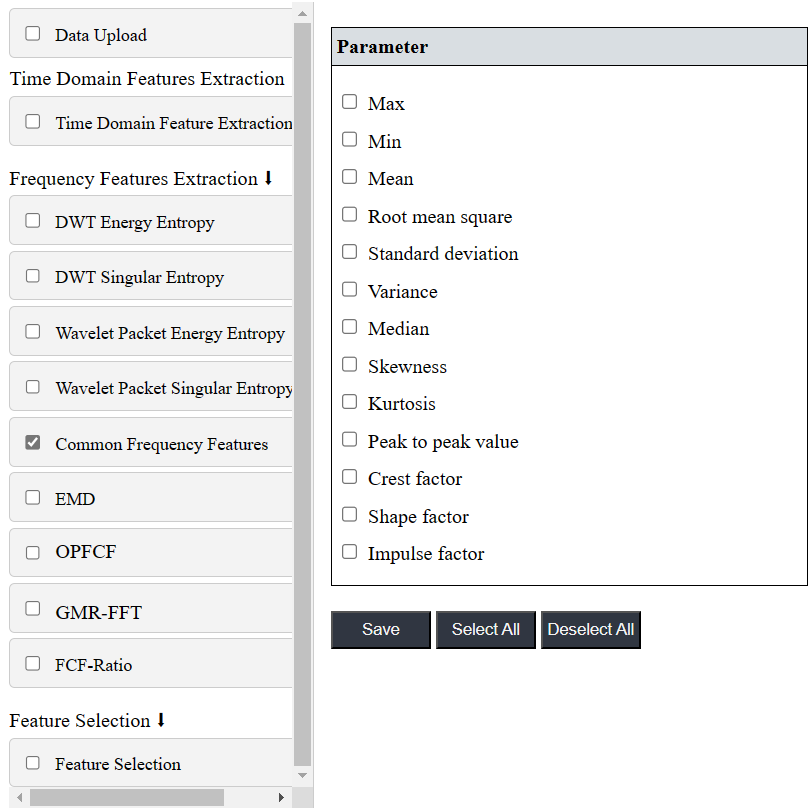 Data Upload
Time Domain Features Extraction
Time Domain Feature Extraction
Frequency Features Extraction ⬇
DWT Energy Entropy
DWT Singular Entropy
Wavelet Packet Energy Entropy
Wavelet Packet Singular Entropy
Common Frequency Features
EMD
OPFCF
GMR-FFT
FCF-Ratio
Feature Selection ⬇
Feature Selection
Parameter
Max
Min
Mean
Root mean square
Standard deviation
Variance
Median
Skewness
Kurtosis
Peak to peak value
Crest factor
Shape factor
Impulse factor
Save Select All Deselect All